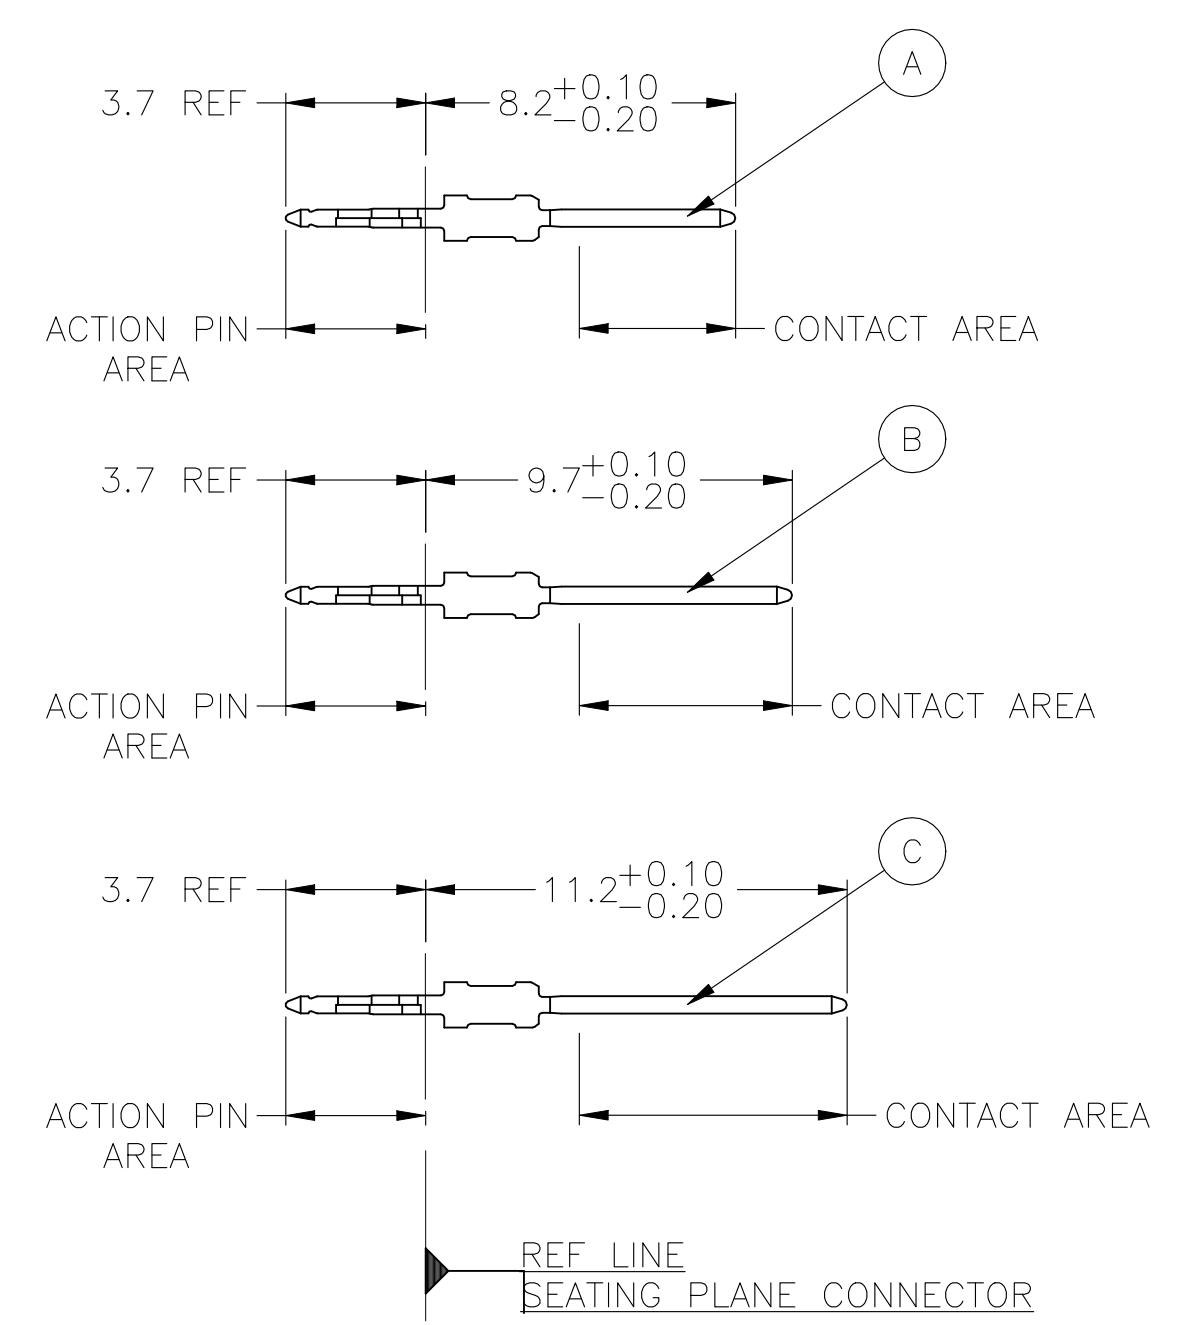 A
3.7 REF
8.2 +0.10
-0.20
ACTION PIN
AREA
CONTACT AREA
B
3.7 REF
9.7 +0.10
-0.20
ACTION PIN
AREA
CONTACT AREA
C
3.7 REF
11.2 +0.10
-0.20
ACTION PIN
AREA
CONTACT AREA
REF LINE
SEATING PLANE CONNECTOR